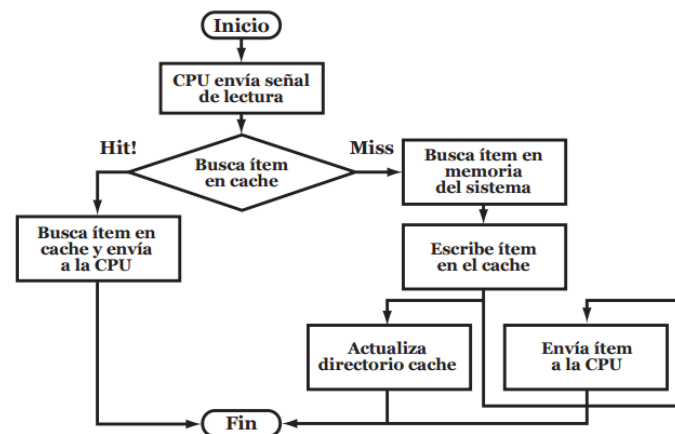 Inicio
CPU envía señal
de lectura
Hit!
Miss
Busca ítem
en cache
Busca ítem en
memoria
del sistema
Busca ítem en
cache y envía
a la CPU
Escribe ítem
en el cache
Actualiza
directorio cache
Envía ítem
a la CPU
Fin